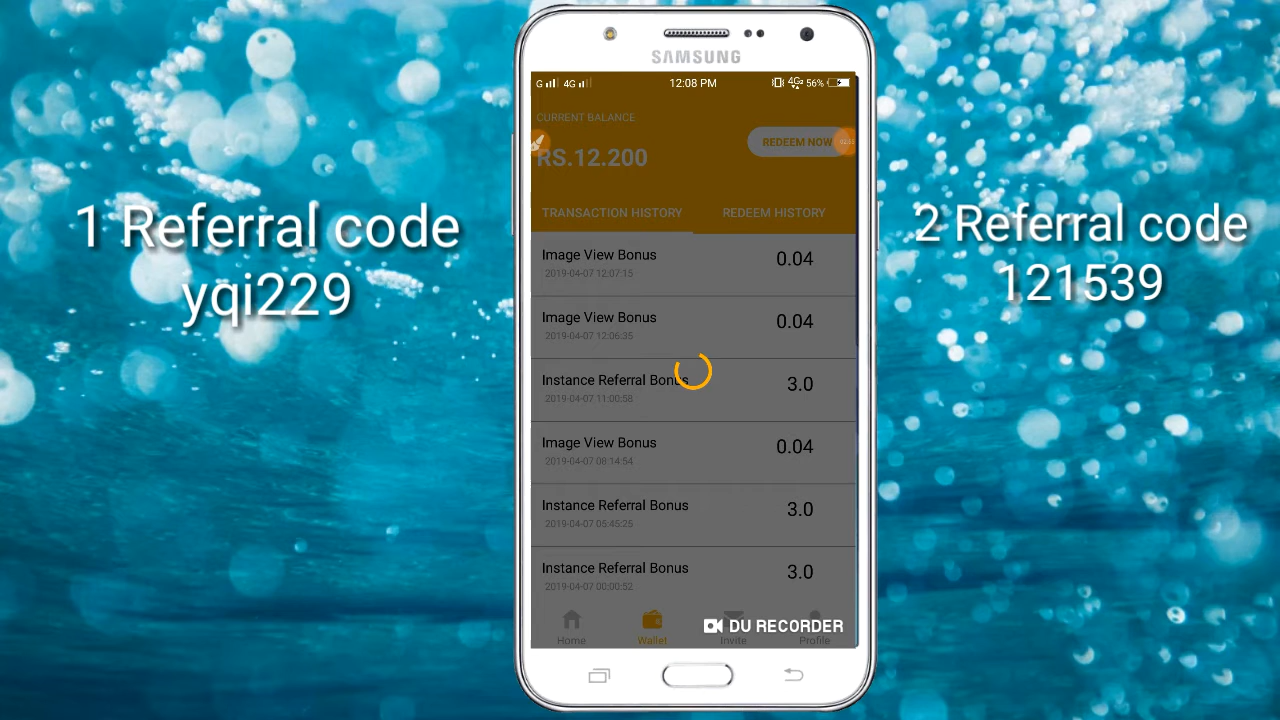 1 Referral code
yqi229
SAMSUNG
G 4G 12:08 PM 4G 56%
CURRENT BALANCE
RS.12.200
REDEEM NOW
TRANSACTION HISTORY REDEEM HISTORY
Image View Bonus 0.04
2019-04-07 12:07:15
Image View Bonus 0.04
2019-04-07 12:06:35
Instance Referral Bonus 3.0
2019-04-07 11:00:58
Image View Bonus 0.04
2019-04-07 08:14:54
Instance Referral Bonus 3.0
2019-04-07 05:45:25
Instance Referral Bonus 3.0
2019-04-07 00:00:52
DU RECORDER
Home Wallet Invite Profile
2 Referral code
121539